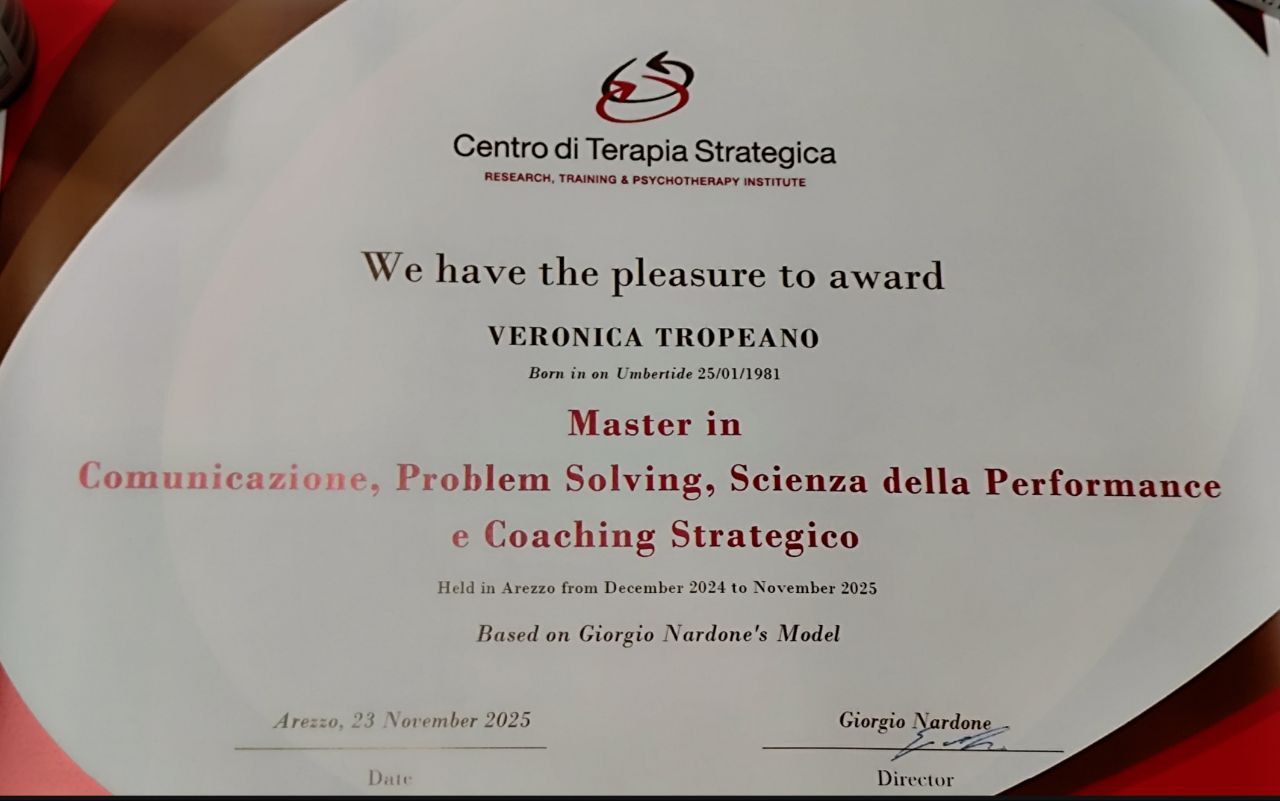 Centro di Terapia Strategica
RESEARCH, TRAINING & PSYCHOTHERAPY INSTITUTE
We have the pleasure to award
VERONICA TROPEANO
Born in on Umbertide 25/01/1981
Master in
Comunicazione, Problem Solving, Scienza della Performance
e Coaching Strategico
Held in Arezzo from December 2024 to November 2025
Based on Giorgio Nardone's Model
Arezzo, 23 November 2025
Date
Giorgio Nardone
Director